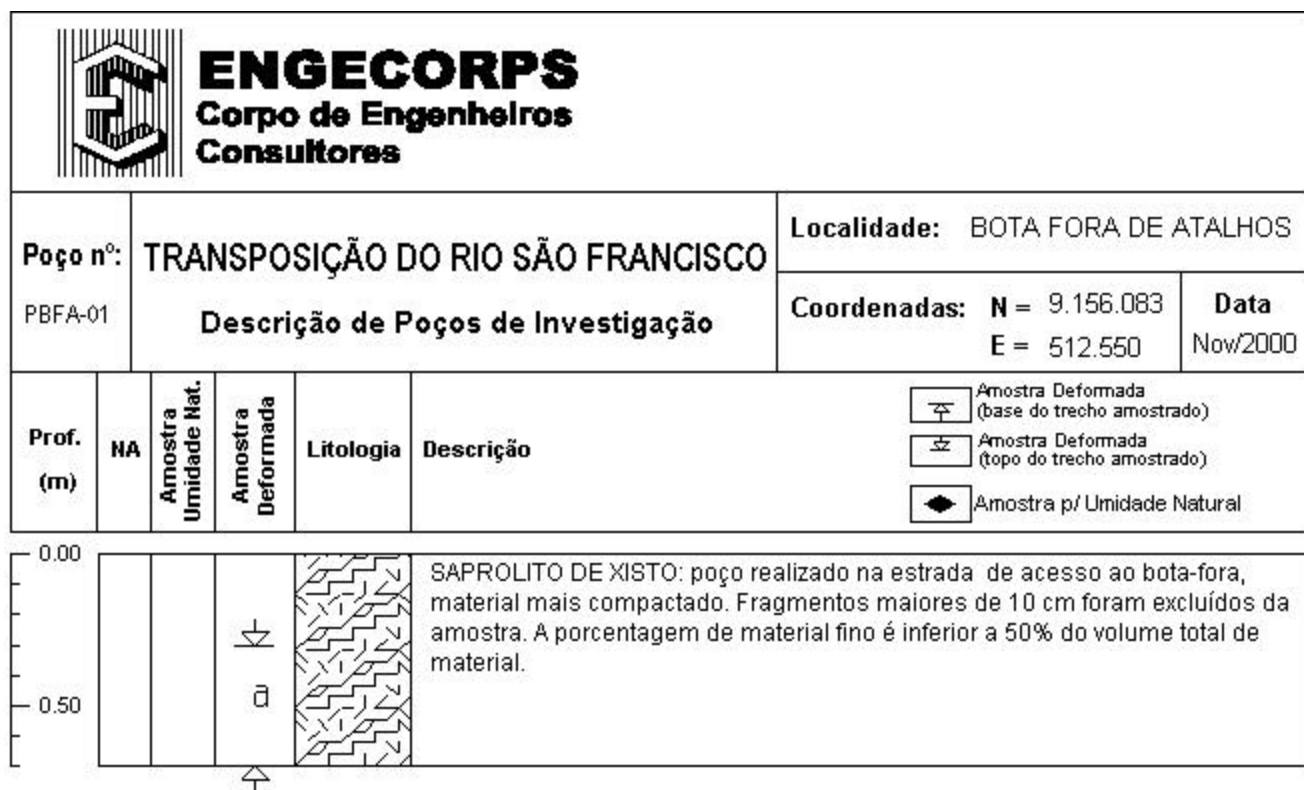 ENGECORPS
Corpo de Engenheiros
Consultores
Poço nº:
PBFA-01
TRANSPOSIÇÃO DO RIO SÃO FRANCISCO
Descrição de Poços de Investigação
Localidade: BOTA FORA DE ATALHOS
Coordenadas: N = 9.156.083
E = 512.550
Data
Nov/2000
Prof.
(m)
NA
Amostra
Umidade Nat.
Amostra
Deformada
Litologia
Descrição
Amostra Deformada
(base do trecho amostrado)
Amostra Deformada
(topo do trecho amostrado)
Amostra p/ Umidade Natural
0.00
SAPROLITO DE XISTO: poço realizado na estrada de acesso ao bota-fora,
material mais compactado. Fragmentos maiores de 10 cm foram excluídos da
amostra. A porcentagem de material fino é inferior a 50% do volume total de
material.
a
0.50